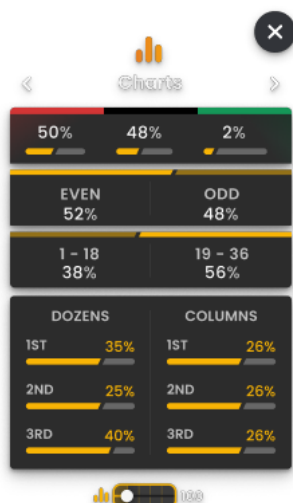 Charts
50% 48% 2%
EVEN ODD
52% 48%
1 - 18 19 - 36
38% 56%
DOZENS COLUMNS
1ST 35% 1ST 26%
2ND 25% 2ND 26%
3RD 40% 3RD 26%